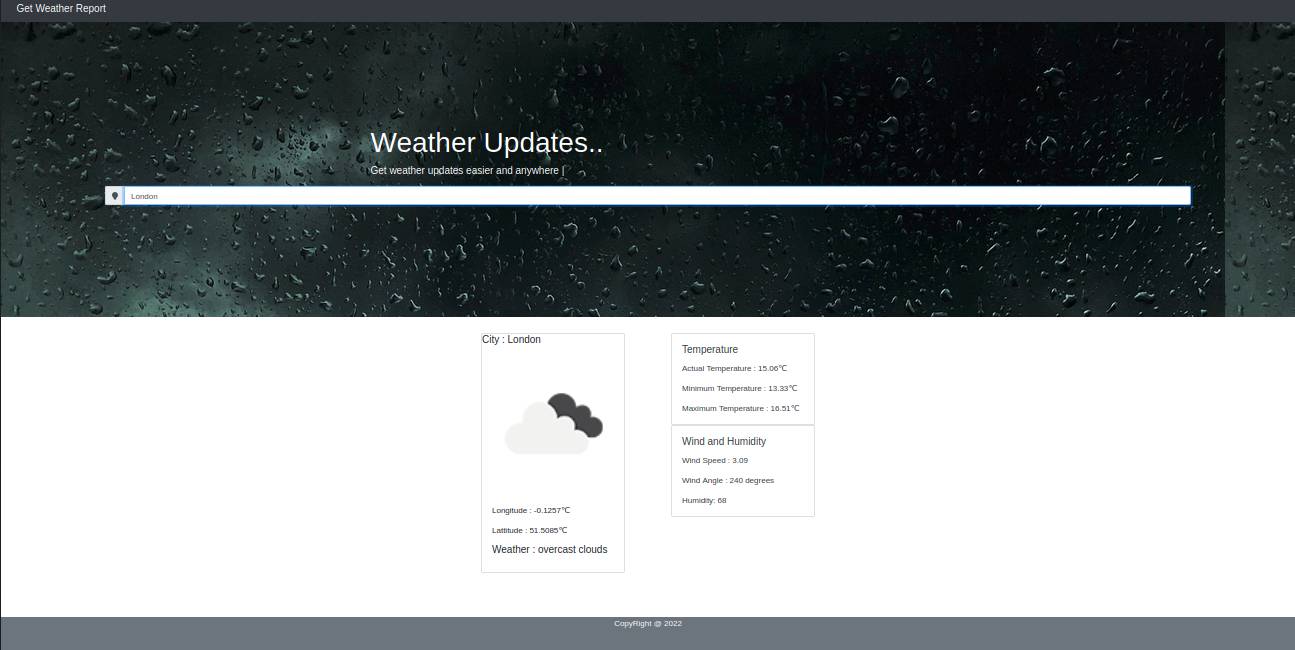 Get Weather Report
Weather Updates..
Get weather updates easier and anywhere |
London
City : London
Longitude : -0.1257℃
Lattitude : 51.5085℃
Weather : overcast clouds
Temperature
Actual Temperature : 15.06℃
Minimum Temperature : 13.33℃
Maximum Temperature : 16.51℃
Wind and Humidity
Wind Speed : 3.09
Wind Angle : 240 degrees
Humidity: 68
CopyRight @ 2022